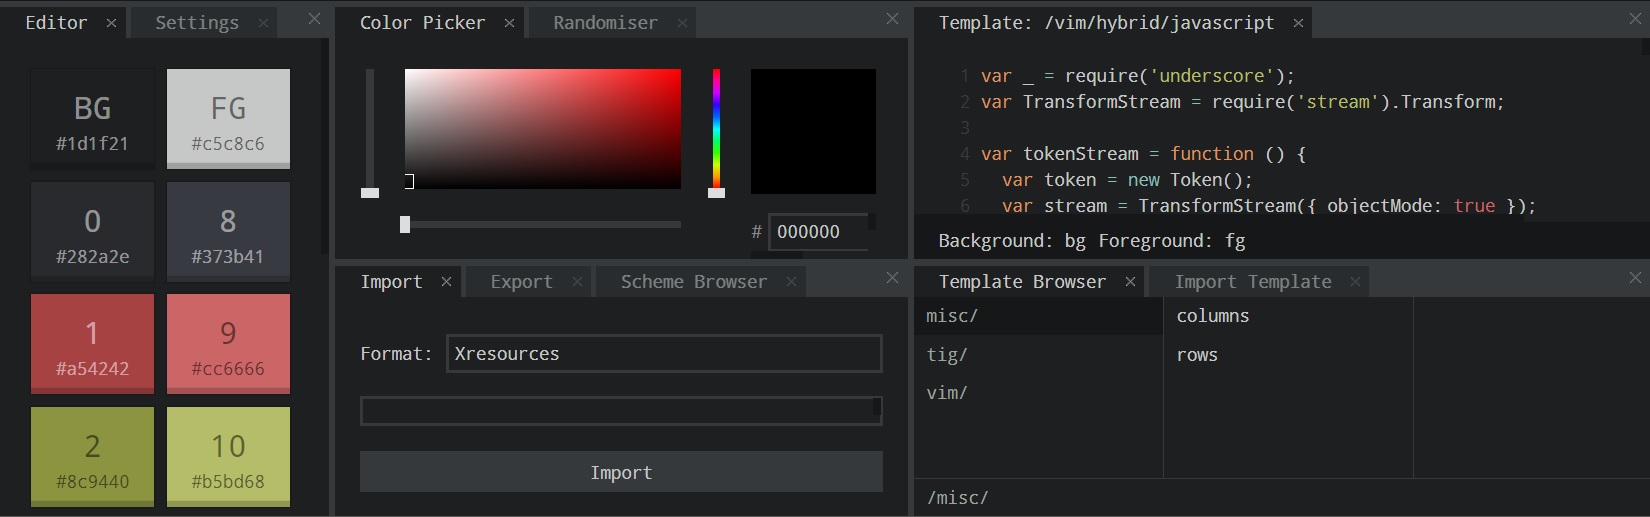 Editor × Settings × ×
BG
#1d1f21
FG
#c5c8c6
0
#282a2e
8
#373b41
1
#a54242
9
#cc6666
2
#8c9440
10
#b5bd68
Color Picker × Randomiser × ×
# 000000
Import × Export × Scheme Browser × ×
Format: Xresources
Import
Template: /vim/hybrid/javascript × ×
1 var _ = require('underscore');
2 var TransformStream = require('stream').Transform;
3
4 var tokenStream = function () {
5 var token = new Token();
6 var stream = TransformStream({ objectMode: true });
Background: bg Foreground: fg
Template Browser × Import Template × ×
misc/
tig/
vim/
columns
rows
/misc/